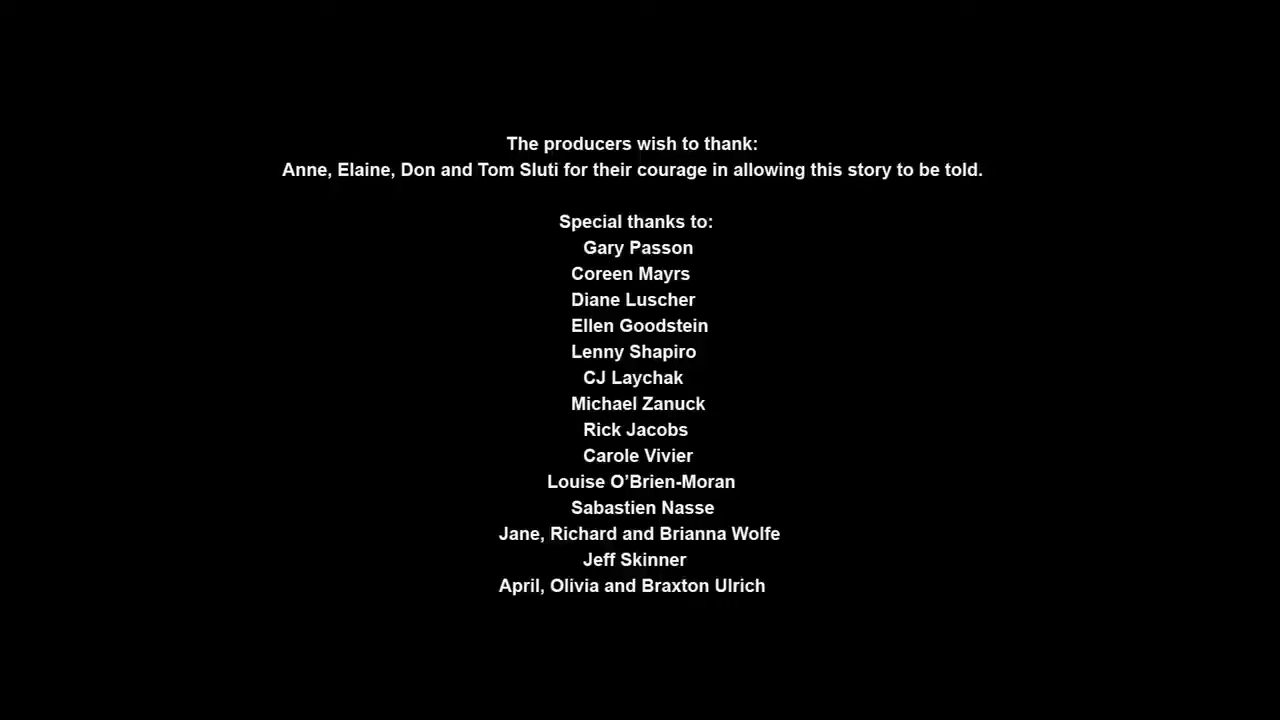 The producers wish to thank:
Anne, Elaine, Don and Tom Sluti for their courage in allowing this story to be told.
Special thanks to:
Gary Passon
Coreen Mayrs
Diane Luscher
Ellen Goodstein
Lenny Shapiro
CJ Laychak
Michael Zanuck
Rick Jacobs
Carole Vivier
Louise O’Brien-Moran
Sabastien Nasse
Jane, Richard and Brianna Wolfe
Jeff Skinner
April, Olivia and Braxton Ulrich